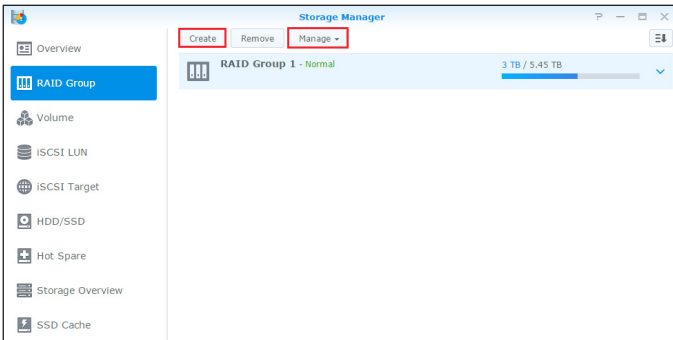 Storage Manager
Create Remove Manage
Overview
RAID Group 1 - Normal 3 TB / 5.45 TB
RAID Group
Volume
iSCSI LUN
iSCSI Target
HDD/SSD
Hot Spare
Storage Overview
SSD Cache